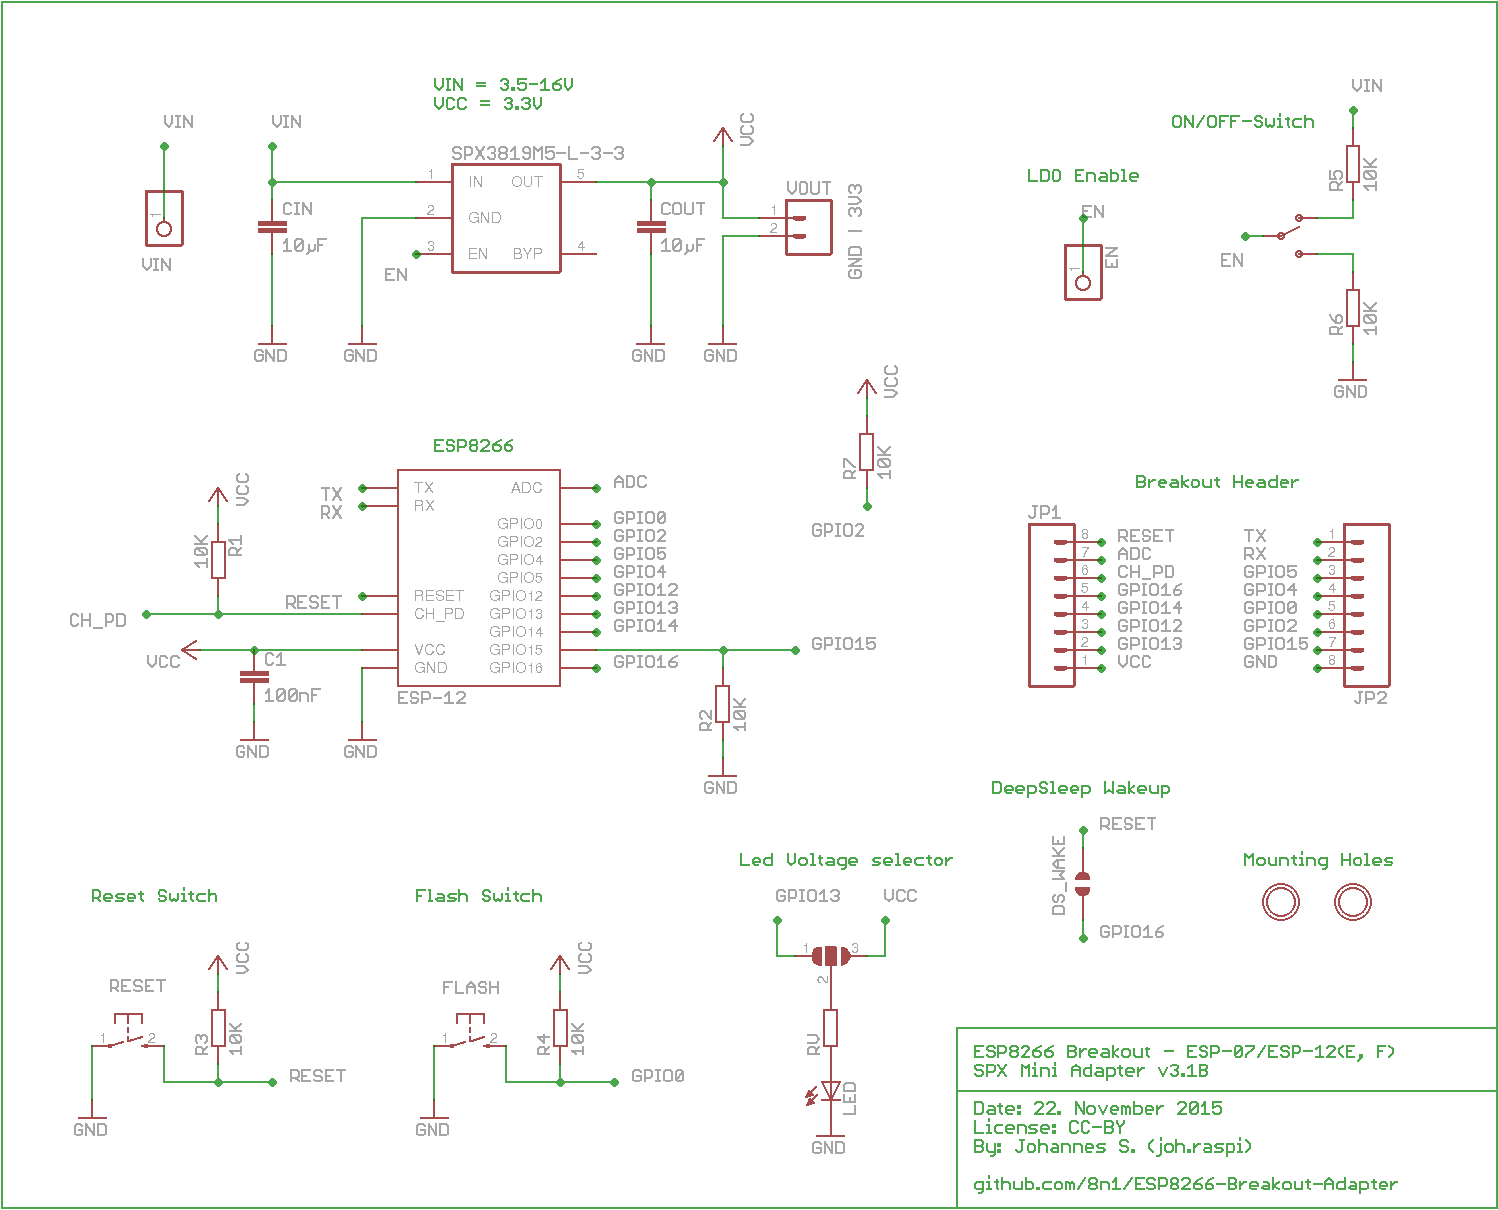 VIN = 3.5-16V
VCC = 3.3V
VIN
VIN
1
VIN
CIN
10µF
GND
SPX3819M5-L-3-3
1
IN
OUT
5
2
GND
3
EN
BYP
4
EN
GND
COUT
10µF
GND
VCC
VOUT
1
2
GND | 3V3
GND
LDO Enable
EN
1
EN
ON/OFF-Switch
VIN
R5
10K
EN
R6
10K
GND
VCC
R7
10K
GPIO2
ESP8266
VCC
10K
R1
CH_PD
RESET
VCC
C1
100nF
GND
GND
TX
RX
TX
RX
RESET
CH_PD
VCC
GND
ADC
GPIO0
GPIO2
GPIO4
GPIO5
GPIO12
GPIO13
GPIO14
GPIO15
GPIO16
ESP-12
ADC
GPIO0
GPIO2
GPIO5
GPIO4
GPIO12
GPIO13
GPIO14
GPIO16
GPIO15
R2
10K
GND
Breakout Header
JP1
8 RESET
7 ADC
6 CH_PD
5 GPIO16
4 GPIO14
3 GPIO12
2 GPIO13
1 VCC
TX 1
RX 2
GPIO5 3
GPIO4 4
GPIO0 5
GPIO2 6
GPIO15 7
GND 8
JP2
Reset Switch
VCC
RESET
1
2
R3
10K
RESET
GND
Flash Switch
VCC
FLASH
1
2
R4
10K
GPIO0
GND
Led Voltage selector
GPIO13
VCC
1
3
2
RV
LED
GND
DeepSleep Wakeup
RESET
DS_WAKE
GPIO16
Mounting Holes
ESP8266 Breakout - ESP-07/ESP-12(E, F)
SPX Mini Adapter v3.1B
Date: 22. November 2015
License: CC-BY
By: Johannes S. (joh.raspi)
github.com/8n1/ESP8266-Breakout-Adapter